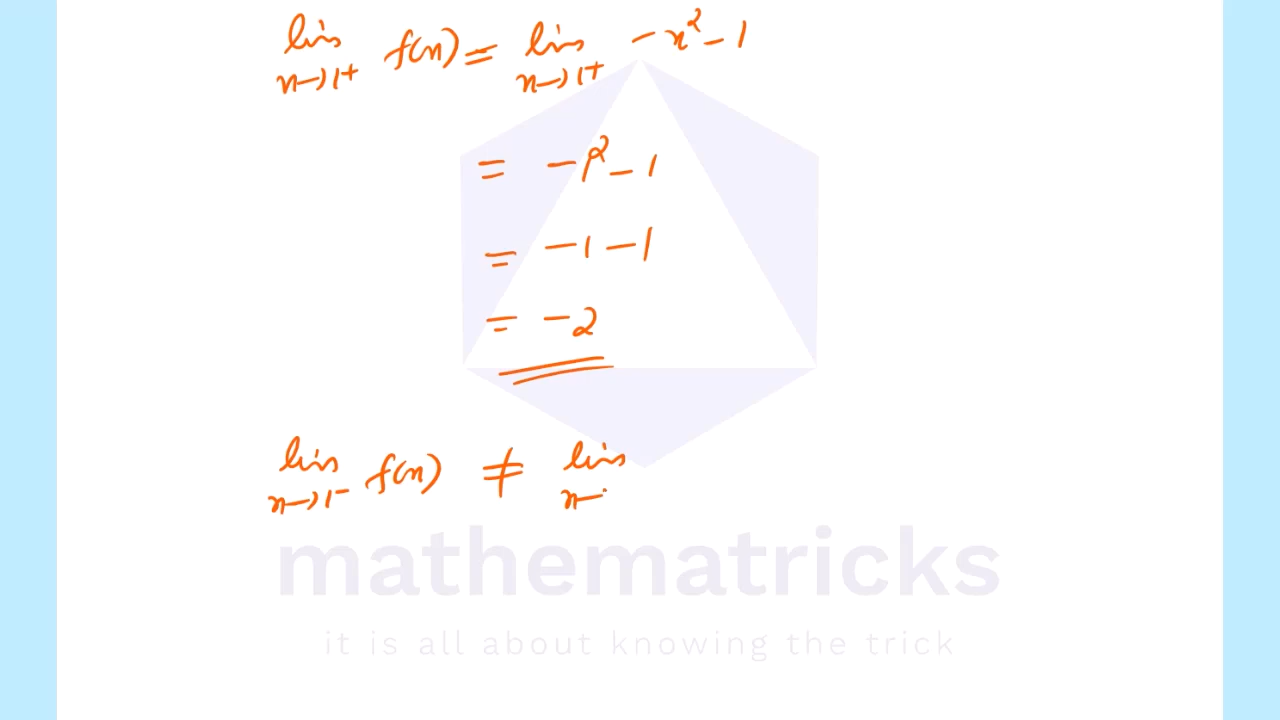 lim f(x) = lim -x² - 1
x→1+ x→1+
= -1² - 1
= -1 - 1
= -2
lim f(x) ≠ lim
x→1- x-
mathematricks
it is all about knowing the trick